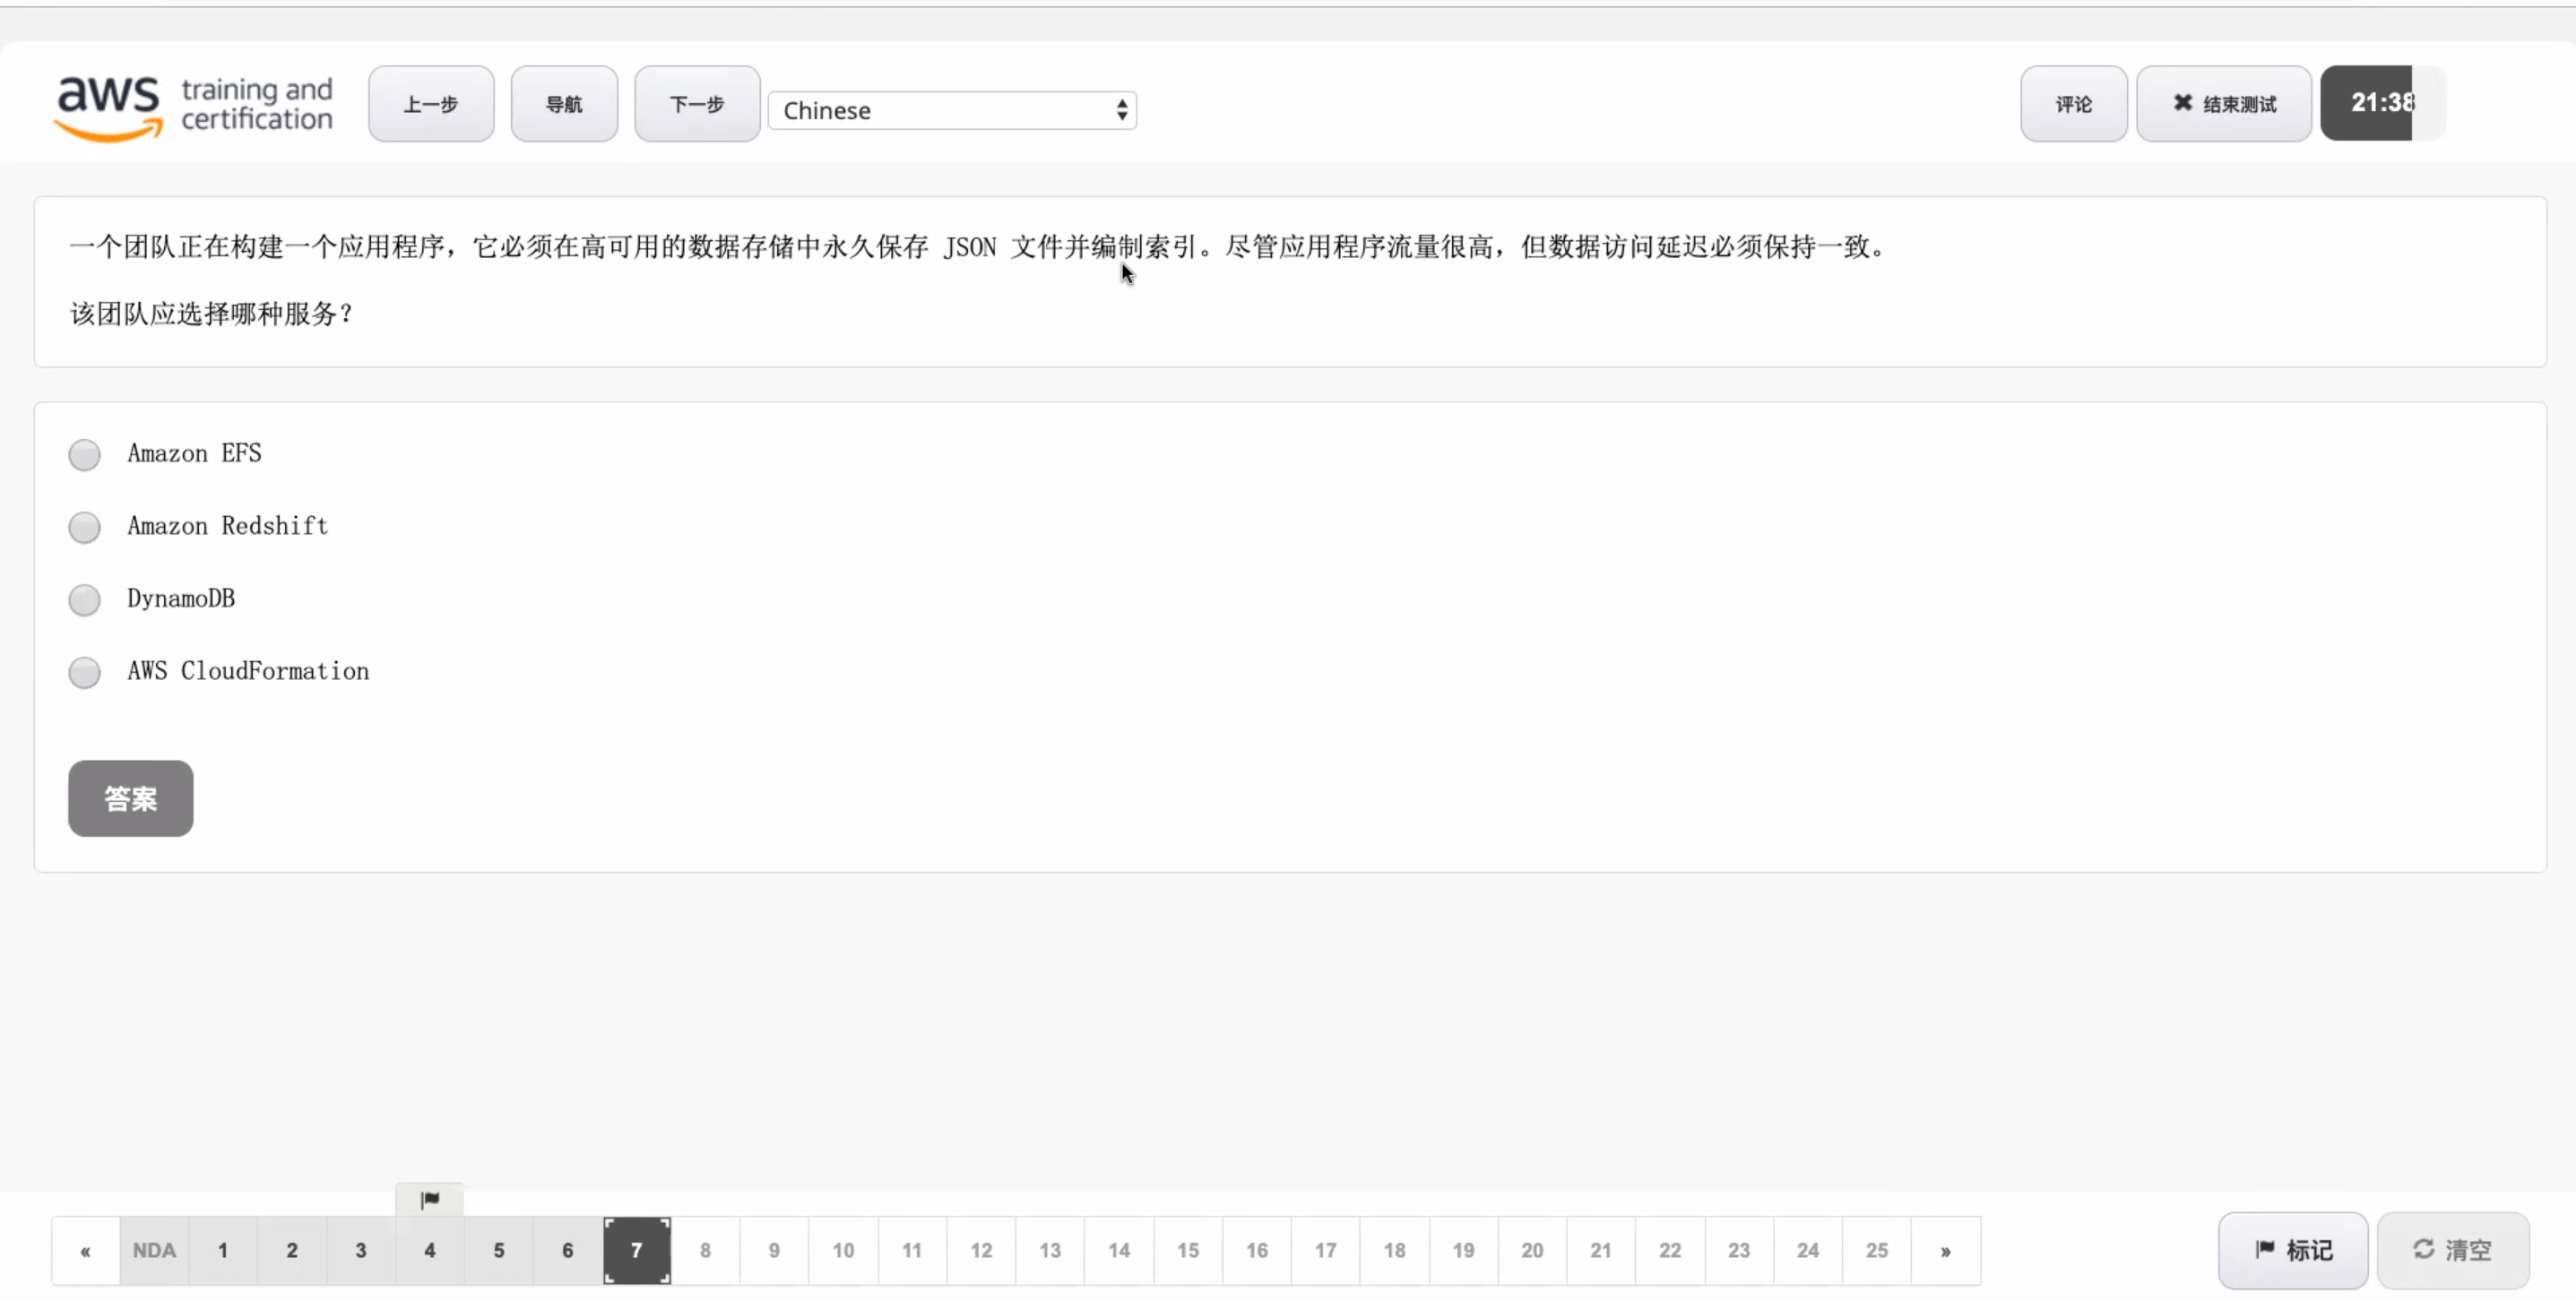 aws training and certification
上一步 导航 下一步 Chinese 评论 ✖ 结束测试 21:38
一个团队正在构建一个应用程序，它必须在高可用的数据存储中永久保存 JSON 文件并编制索引。尽管应用程序流量很高，但数据访问延迟必须保持一致。
该团队应选择哪种服务？
Amazon EFS
Amazon Redshift
DynamoDB
AWS CloudFormation
答案
« NDA 1 2 3 4 5 6 7 8 9 10 11 12 13 14 15 16 17 18 19 20 21 22 23 24 25 » 标记 清空